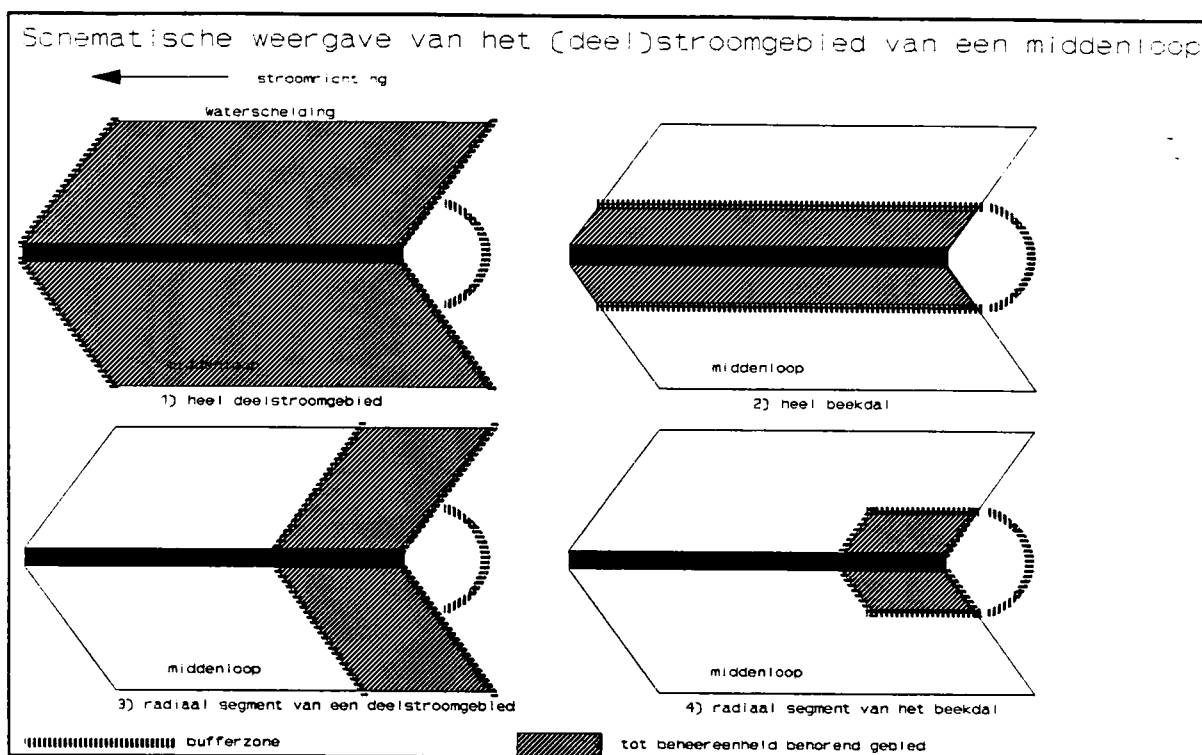 Schematische weergave van het (deel)stroomgebied van een middenloop
stroomrichting
Waterscheiding
middenloop
1) heel deelstroomgebied
middenloop
2) heel beekdal
middenloop
3) radiaal segment van een deelstroomgebied
middenloop
4) radiaal segment van het beekdal
bufferzone
tot beheereenheid behorend gebied